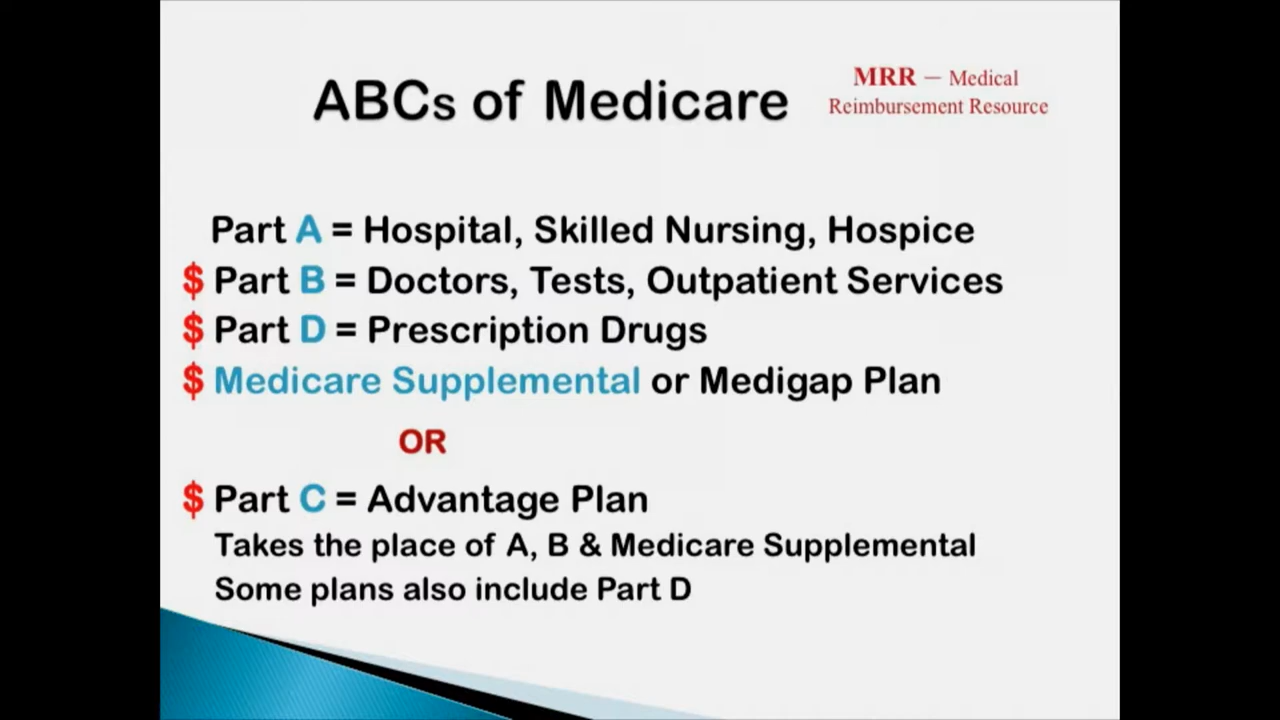 ABCs of Medicare
MRR – Medical
Reimbursement Resource
Part A = Hospital, Skilled Nursing, Hospice
$ Part B = Doctors, Tests, Outpatient Services
$ Part D = Prescription Drugs
$ Medicare Supplemental or Medigap Plan
OR
$ Part C = Advantage Plan
Takes the place of A, B & Medicare Supplemental
Some plans also include Part D